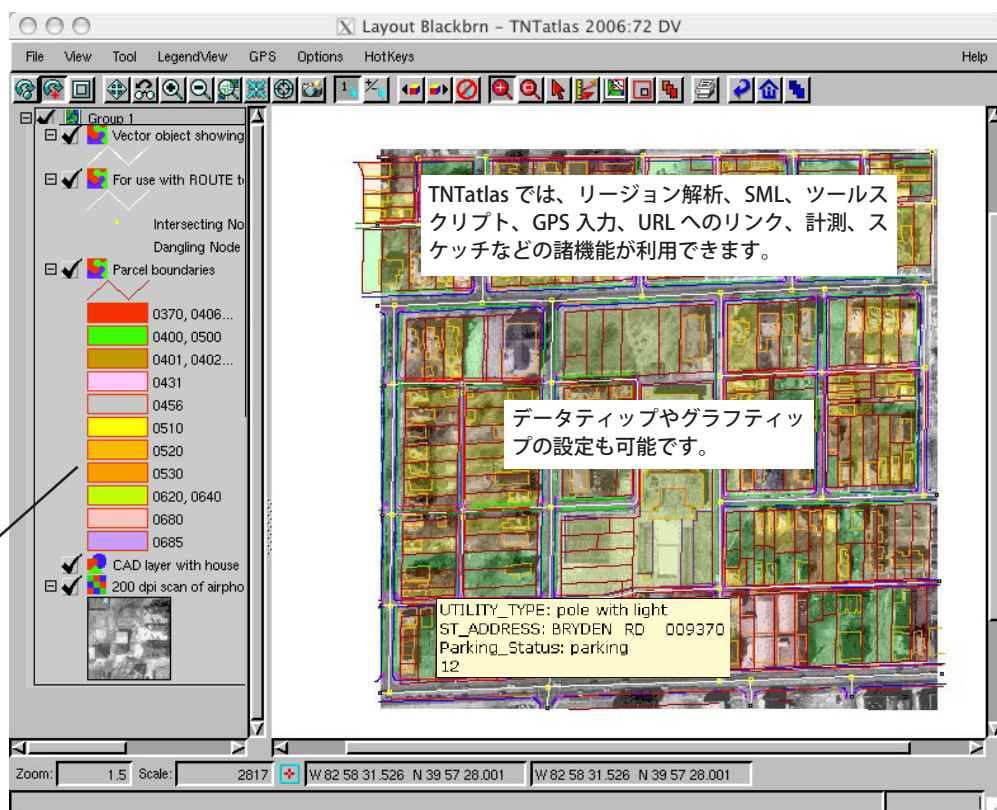 Layout Blackbrn – TNTatlas 2006:72 DV
File View Tool LegendView GPS Options HotKeys Help
Group 1
Vector object showing
For use with ROUTE t
Intersecting No
Dangling Node
Parcel boundaries
0370, 0406...
0400, 0500
0401, 0402...
0431
0456
0510
0520
0530
0620, 0640
0680
0685
CAD layer with house
200 dpi scan of airpho
TNTatlas では、リージョン解析、SML、ツールス
クリプト、GPS 入力、URL へのリンク、計測、ス
ケッチなどの諸機能が利用できます。
データティップやグラフティッ
プの設定も可能です。
UTILITY_TYPE: pole with light
ST_ADDRESS: BRYDEN RD 009370
Parking_Status: parking
12
Zoom: 1.5 Scale: 2817 W 82 58 31.526 N 39 57 28.001 W 82 58 31.526 N 39 57 28.001